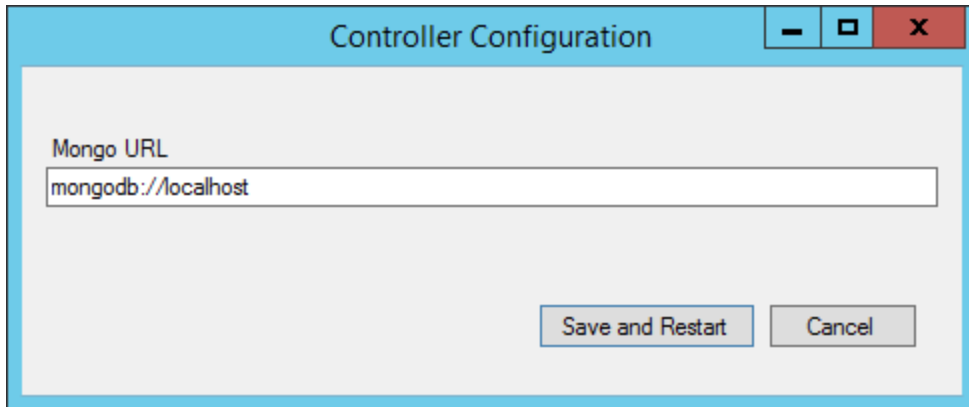 Controller Configuration
Mongo URL
mongodb://localhost
Save and Restart Cancel